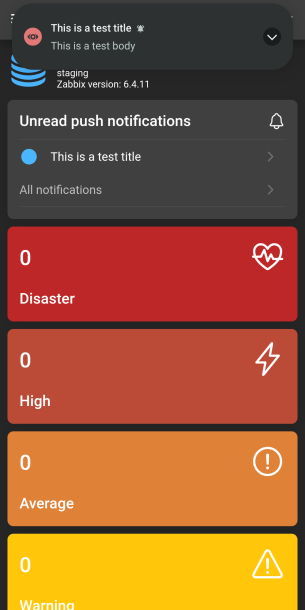 This is a test title
This is a test body
staging
Zabbix version: 6.4.11
Unread push notifications
This is a test title
All notifications
0
Disaster
0
High
0
Average
0
Warning